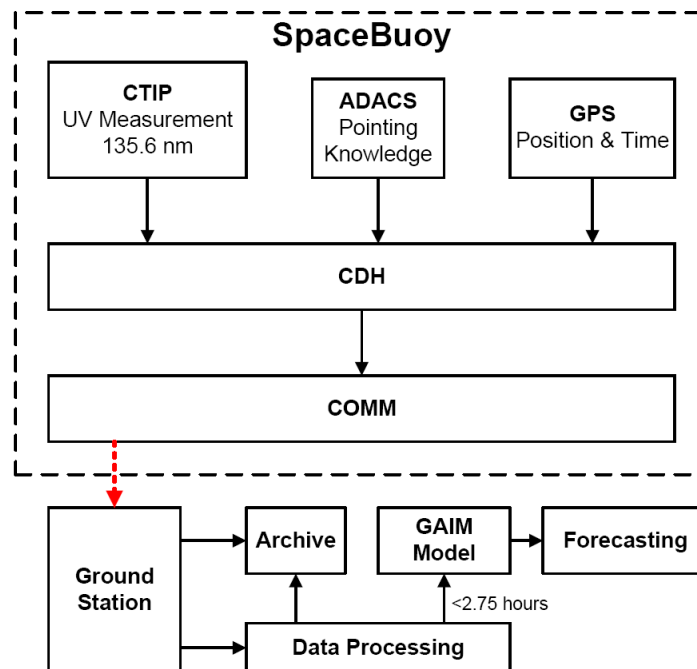 SpaceBuoy
CTIP
UV Measurement
135.6 nm
ADACS
Pointing
Knowledge
GPS
Position & Time
CDH
COMM
Ground
Station
Archive
GAIM
Model
Forecasting
<2.75 hours
Data Processing